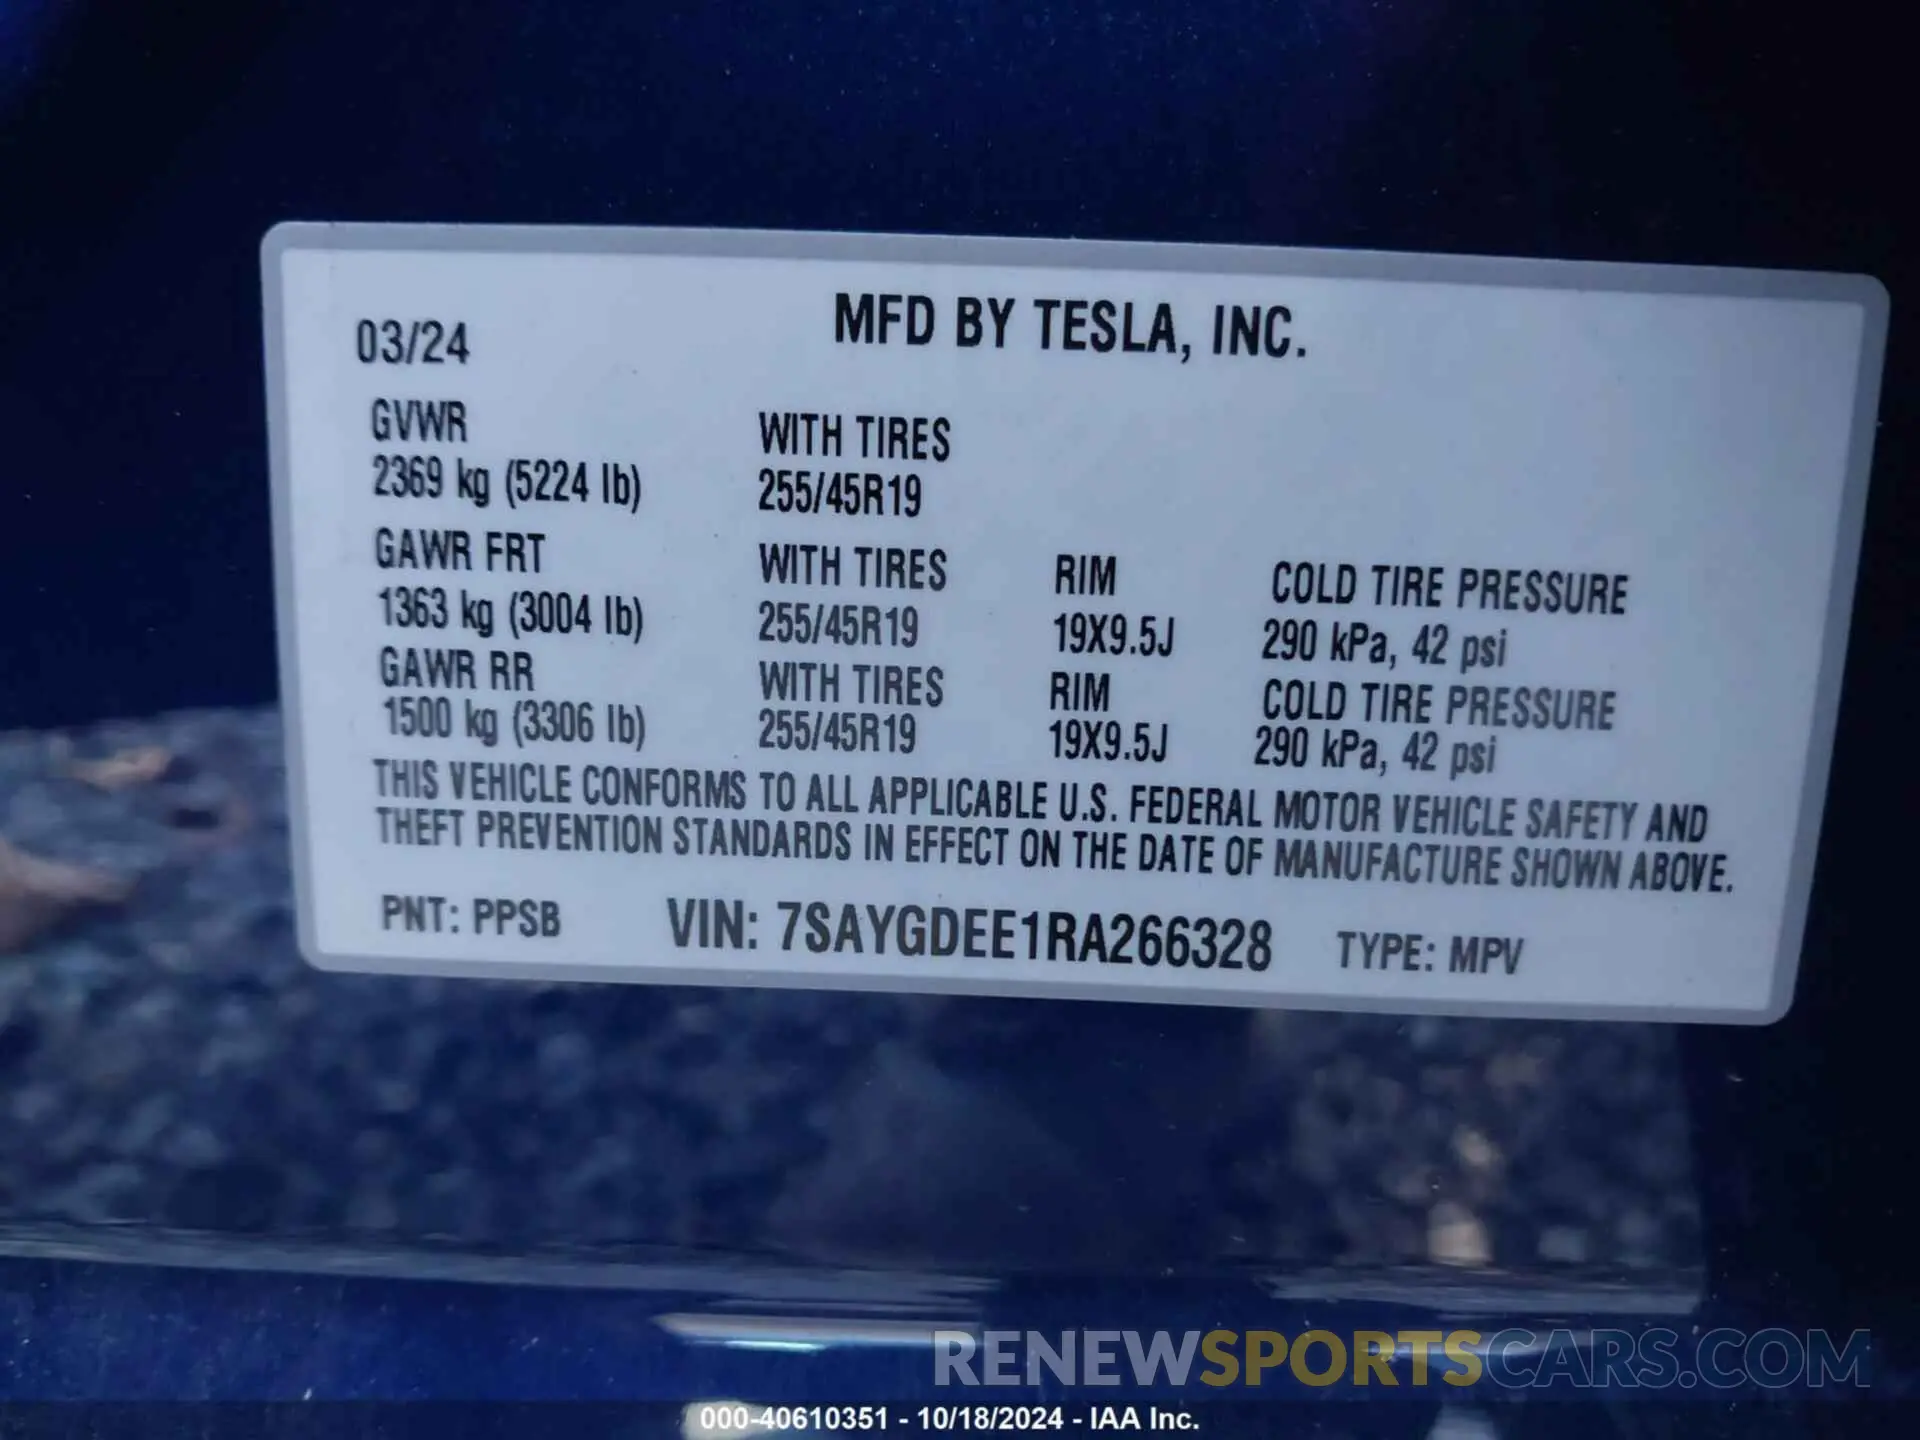 MFD BY TESLA, INC.
03/24
GVWR WITH TIRES
2369 kg (5224 lb) 255/45R19
GAWR FRT WITH TIRES RIM COLD TIRE PRESSURE
1363 kg (3004 lb) 255/45R19 19X9.5J 290 kPa, 42 psi
GAWR RR WITH TIRES RIM COLD TIRE PRESSURE
1500 kg (3306 lb) 255/45R19 19X9.5J 290 kPa, 42 psi
THIS VEHICLE CONFORMS TO ALL APPLICABLE U.S. FEDERAL MOTOR VEHICLE SAFETY AND
THEFT PREVENTION STANDARDS IN EFFECT ON THE DATE OF MANUFACTURE SHOWN ABOVE.
PNT: PPSB VIN: 7SAYGDEE1RA266328 TYPE: MPV
RENEWSPORTSCARS.COM
000-40610351 - 10/18/2024 - IAA Inc.